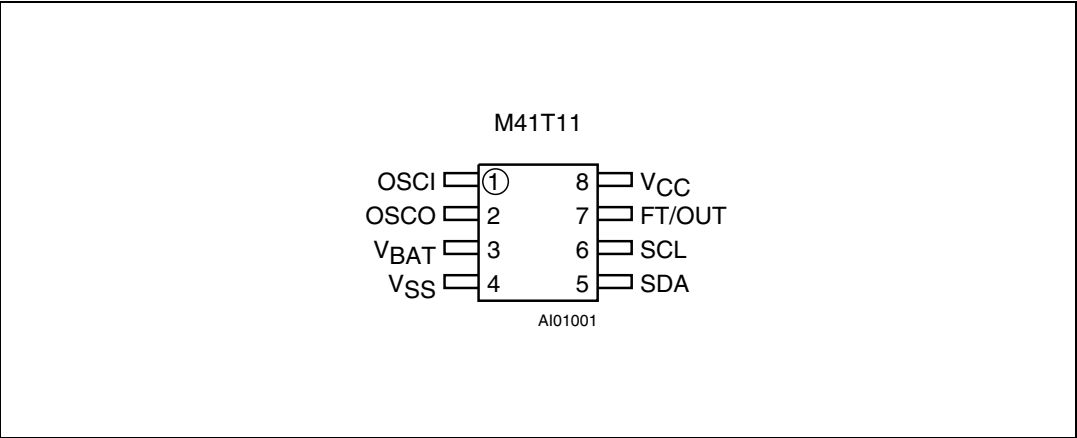 M41T11
OSCI 1 8 VCC
OSCO 2 7 FT/OUT
VBAT 3 6 SCL
VSS 4 5 SDA
AI01001